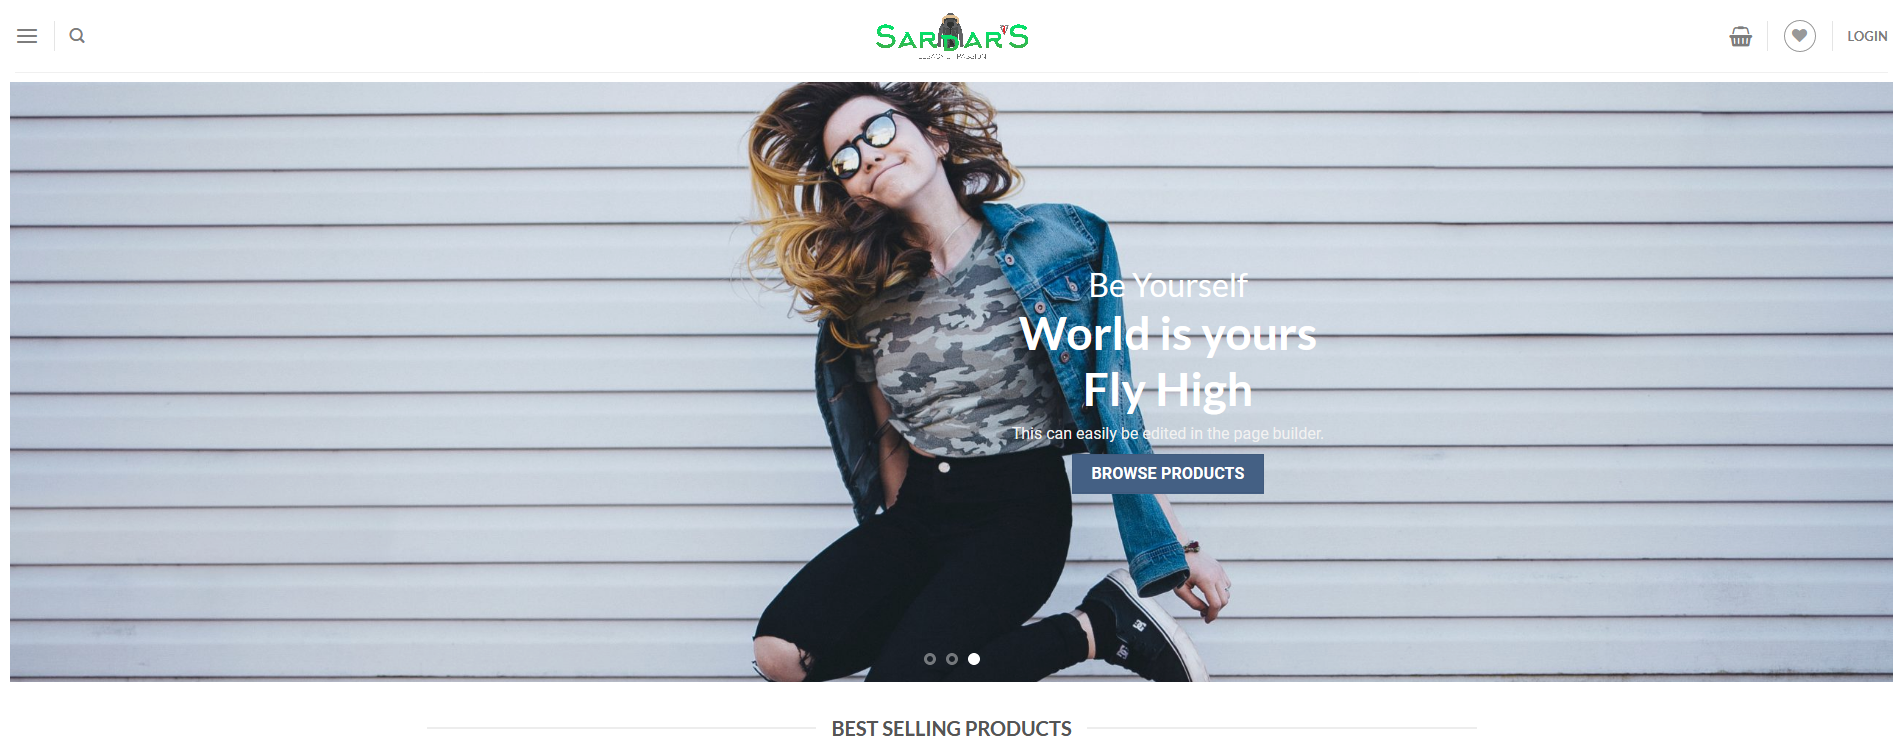 SARDAR'S
LOGIN
Be Yourself
World is yours
Fly High
This can easily be edited in the page builder.
BROWSE PRODUCTS
BEST SELLING PRODUCTS